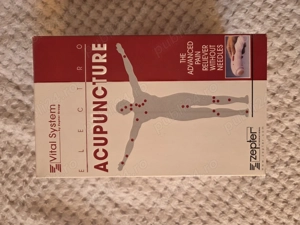 Vital System
ELECTRO
ACUPUNCTURE
THE
ADVANCED
PAIN
RELIEVER
WITHOUT
NEEDLES
zepter